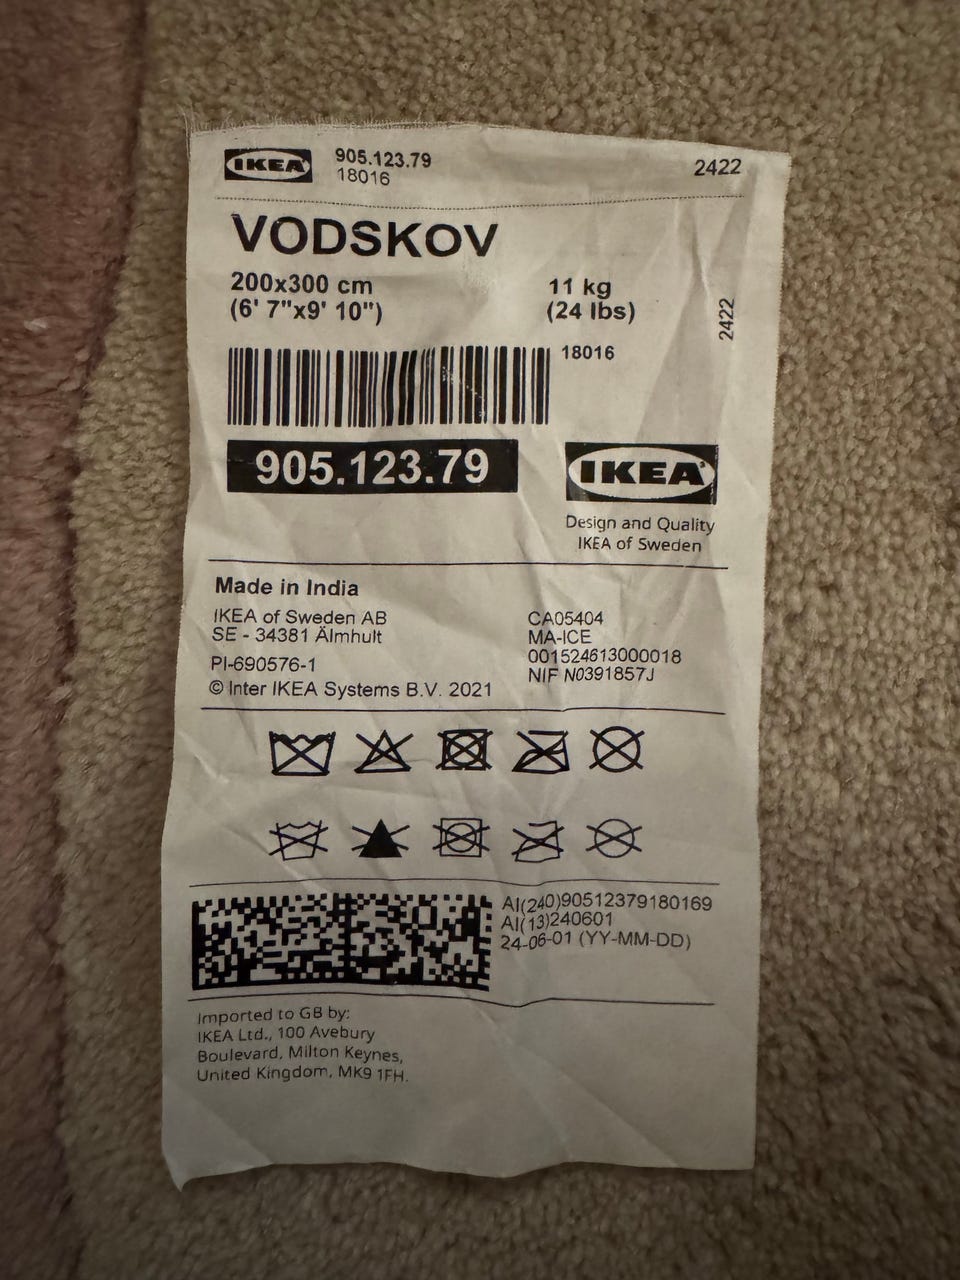 IKEA 905.123.79 2422
18016
VODSKOV
200x300 cm 11 kg
(6' 7"x9' 10") (24 lbs)
2422
18016
905.123.79
IKEA®
Design and Quality
IKEA of Sweden
Made in India
IKEA of Sweden AB
SE - 34381 Älmhult
PI-690576-1
© Inter IKEA Systems B.V. 2021
CA05404
MA-ICE
001524613000018
NIF N0391857J
AI(240)90512379180169
AI(13)240601
24-06-01 (YY-MM-DD)
Imported to GB by:
IKEA Ltd., 100 Avebury
Boulevard, Milton Keynes,
United Kingdom, MK9 1FH.